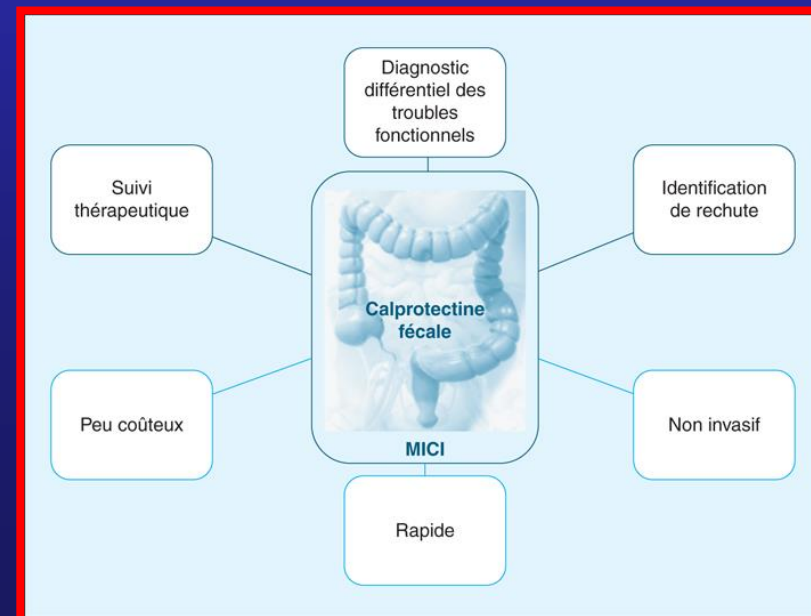 Diagnostic
différentiel des
troubles
fonctionnels
Suivi
thérapeutique
Identification
de rechute
Calprotectine
fécale
Peu coûteux
Non invasif
MICI
Rapide